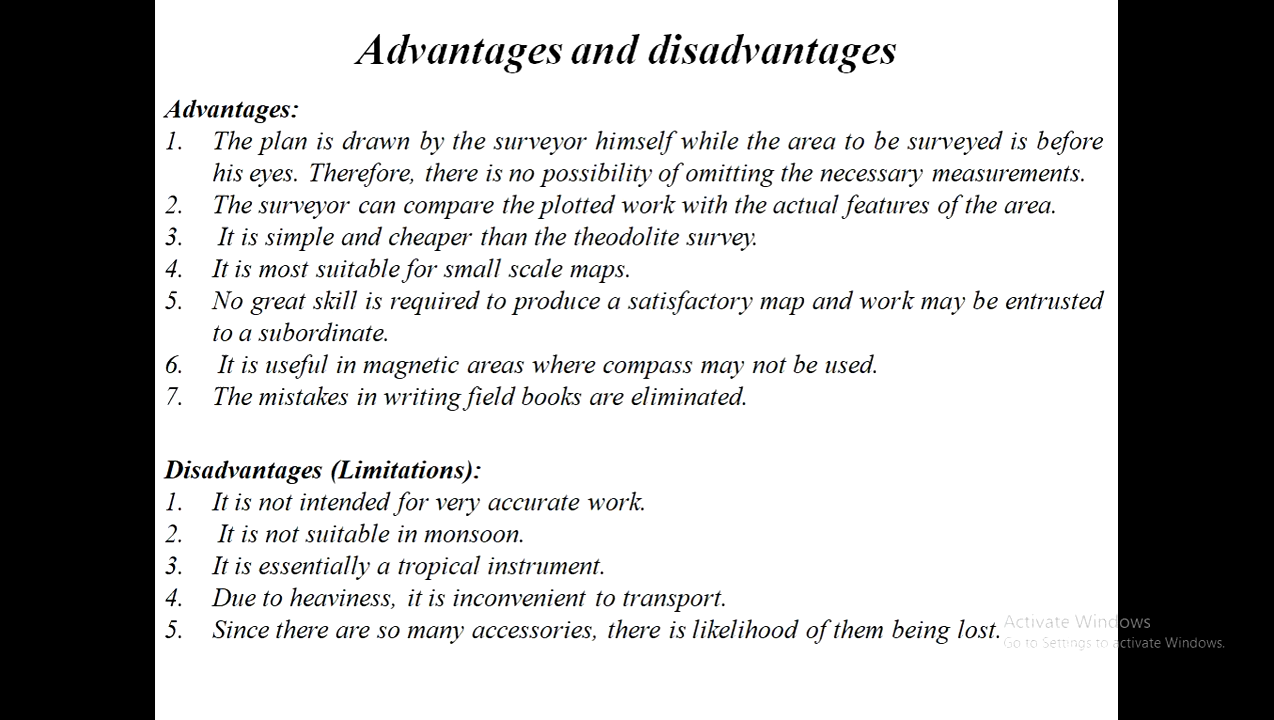 Advantages and disadvantages
Advantages:
1. The plan is drawn by the surveyor himself while the area to be surveyed is before
his eyes. Therefore, there is no possibility of omitting the necessary measurements.
2. The surveyor can compare the plotted work with the actual features of the area.
3. It is simple and cheaper than the theodolite survey.
4. It is most suitable for small scale maps.
5. No great skill is required to produce a satisfactory map and work may be entrusted
to a subordinate.
6. It is useful in magnetic areas where compass may not be used.
7. The mistakes in writing field books are eliminated.
Disadvantages (Limitations):
1. It is not intended for very accurate work.
2. It is not suitable in monsoon.
3. It is essentially a tropical instrument.
4. Due to heaviness, it is inconvenient to transport.
5. Since there are so many accessories, there is likelihood of them being lost.
Activate Windows
Go to Settings to activate Windows.